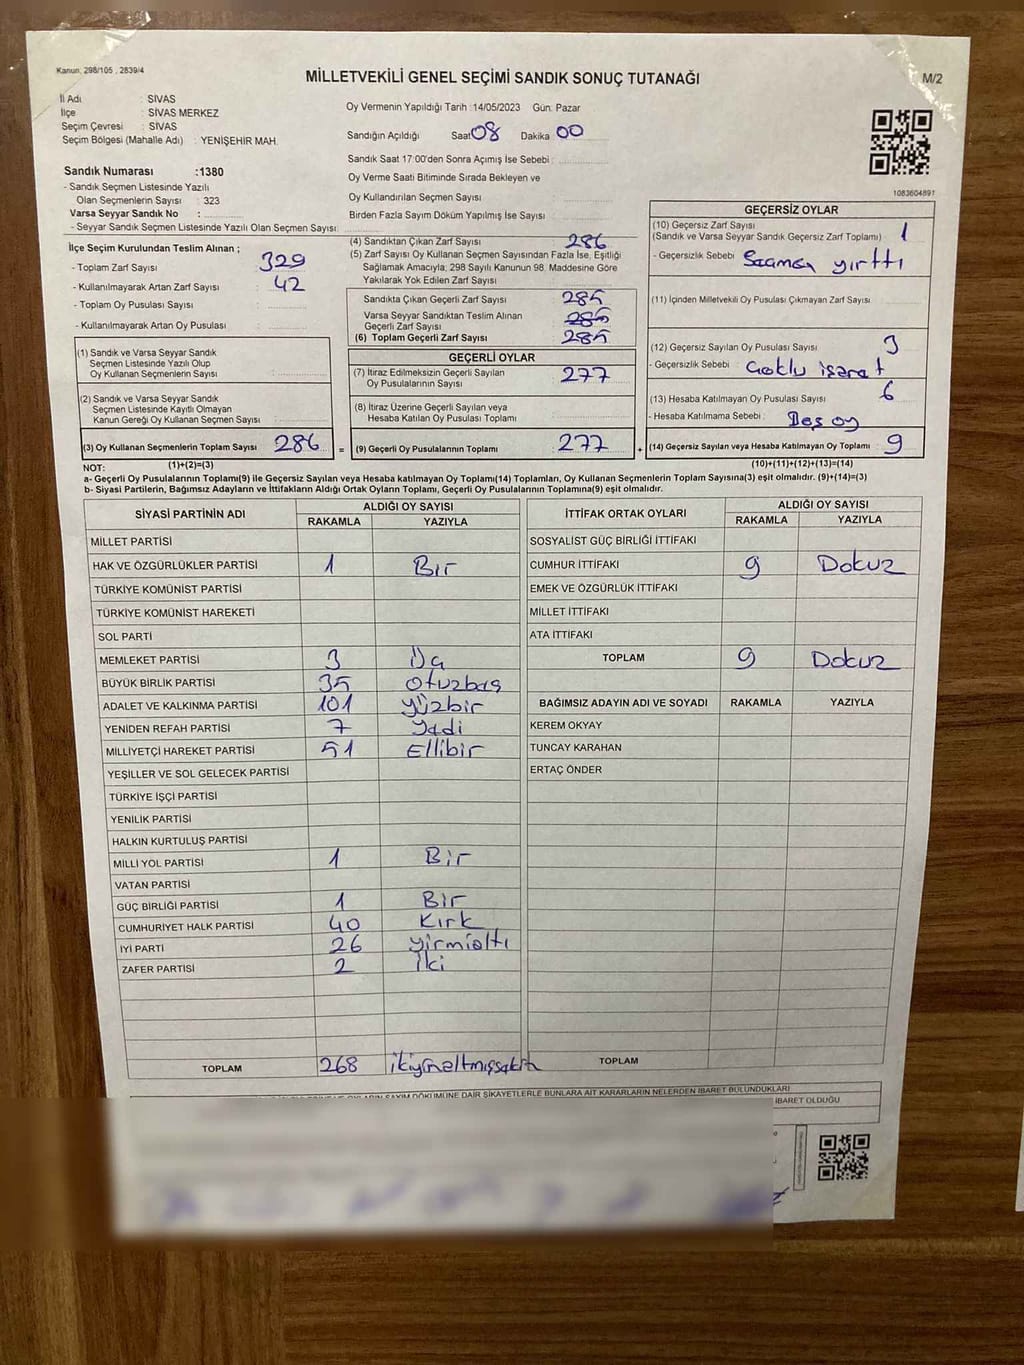 Kanun: 298/105 , 2839/4
MİLLETVEKİLİ GENEL SEÇİMİ SANDIK SONUÇ TUTANAĞI
M/2
İl Adı : SİVAS
İlçe : SİVAS MERKEZ
Seçim Çevresi : SİVAS
Seçim Bölgesi (Mahalle Adı) : YENİŞEHİR MAH.
Sandık Numarası :1380
- Sandık Seçmen Listesinde Yazılı
Olan Seçmenlerin Sayısı : 323
Varsa Seyyar Sandık No :
- Seyyar Sandık Seçmen Listesinde Yazılı Olan Seçmen Sayısı:
Oy Vermenin Yapıldığı Tarih :14/05/2023 Gün: Pazar
Sandığın Açıldığı Saat 08 Dakika 00
Sandık Saat 17:00'den Sonra Açımış İse Sebebi :
Oy Verme Saati Bitiminde Sırada Bekleyen ve
Oy Kullandırılan Seçmen Sayısı :
Birden Fazla Sayım Döküm Yapılmış İse Sayısı :
1083604891
İlçe Seçim Kurulundan Teslim Alınan ;
- Toplam Zarf Sayısı : 329
- Kullanılmayarak Artan Zarf Sayısı : 42
- Toplam Oy Pusulası Sayısı :
- Kullanılmayarak Artan Oy Pusulası :
(4) Sandıktan Çıkan Zarf Sayısı 286
(5) Zarf Sayısı Oy Kullanan Seçmen Sayısından Fazla İse, Eşitliği
Sağlamak Amacıyla; 298 Sayılı Kanunun 98. Maddesine Göre
Yakılarak Yok Edilen Zarf Sayısı
Sandıkta Çıkan Geçerli Zarf Sayısı 285
Varsa Seyyar Sandıktan Teslim Alınan
Geçerli Zarf Sayısı
(6) Toplam Geçerli Zarf Sayısı 285
GEÇERSİZ OYLAR
(10) Geçersiz Zarf Sayısı
(Sandık ve Varsa Seyyar Sandık Geçersiz Zarf Toplamı) 1
- Geçersizlik Sebebi : Seçmen yırttı
(11) İçinden Milletvekili Oy Pusulası Çıkmayan Zarf Sayısı
(12) Geçersiz Sayılan Oy Pusulası Sayısı 3
- Geçersizlik Sebebi : Çoklu işaret
(13) Hesaba Katılmayan Oy Pusulası Sayısı 6
- Hesaba Katılmama Sebebi : Boş oy
(14) Geçersiz Sayılan veya Hesaba Katılmayan Oy Toplamı 9
(10)+(11)+(12)+(13)=(14)
(1) Sandık ve Varsa Seyyar Sandık
Seçmen Listesinde Yazılı Olup
Oy Kullanan Seçmenlerin Sayısı
(2) Sandık ve Varsa Seyyar Sandık
Seçmen Listesinde Kayıtlı Olmayan
Kanun Gereği Oy Kullanan Seçmen Sayısı
(3) Oy Kullanan Seçmenlerin Toplam Sayısı 286 =
(1)+(2)=(3)
GEÇERLİ OYLAR
(7) İtiraz Edilmeksizin Geçerli Sayılan
Oy Pusulalarının Sayısı 277
(8) İtiraz Üzerine Geçerli Sayılan veya
Hesaba Katılan Oy Pusulası Toplamı
(9) Geçerli Oy Pusulalarının Toplamı 277 +
NOT:
a- Geçerli Oy Pusulalarının Toplamı(9) ile Geçersiz Sayılan veya Hesaba katılmayan Oy Toplamı(14) Toplamları, Oy Kullanan Seçmenlerin Toplam Sayısına(3) eşit olmalıdır. (9)+(14)=(3)
b- Siyasi Partilerin, Bağımsız Adayların ve İttifakların Aldığı Ortak Oyların Toplamı, Geçerli Oy Pusulalarının Toplamına(9) eşit olmalıdır.
SİYASİ PARTİNİN ADI ALDIĞI OY SAYISI
RAKAMLA YAZIYLA
MİLLET PARTİSİ
HAK VE ÖZGÜRLÜKLER PARTİSİ 1 Bir
TÜRKİYE KOMÜNİST PARTİSİ
TÜRKİYE KOMÜNİST HAREKETİ
SOL PARTİ
MEMLEKET PARTİSİ 3 Üç
BÜYÜK BİRLİK PARTİSİ 35 Otuzbeş
ADALET VE KALKINMA PARTİSİ 101 Yüzbir
YENİDEN REFAH PARTİSİ 7 Yedi
MİLLİYETÇİ HAREKET PARTİSİ 51 Ellibir
YEŞİLLER VE SOL GELECEK PARTİSİ
TÜRKİYE İŞÇİ PARTİSİ
YENİLİK PARTİSİ
HALKIN KURTULUŞ PARTİSİ
MİLLİ YOL PARTİSİ 1 Bir
VATAN PARTİSİ
GÜÇ BİRLİĞİ PARTİSİ 1 Bir
CUMHURİYET HALK PARTİSİ 40 Kırk
İYİ PARTİ 26 yirmialtı
ZAFER PARTİSİ 2 İki
TOPLAM 268 ikiyüzaltmışsekiz
İTTİFAK ORTAK OYLARI ALDIĞI OY SAYISI
RAKAMLA YAZIYLA
SOSYALİST GÜÇ BİRLİĞİ İTTİFAKI
CUMHUR İTTİFAKI 9 Dokuz
EMEK VE ÖZGÜRLÜK İTTİFAKI
MİLLET İTTİFAKI
ATA İTTİFAKI
TOPLAM 9 Dokuz
BAĞIMSIZ ADAYIN ADI VE SOYADI RAKAMLA YAZIYLA
KEREM OKYAY
TUNCAY KARAHAN
ERTAÇ ÖNDER
TOPLAM
SAYIM DÖKÜMÜNE DAİR ŞİKAYETLERLE BUNLARA AİT KARARLARIN NELERDEN İBARET BULUNDUKLARI
İBARET OLDUĞU